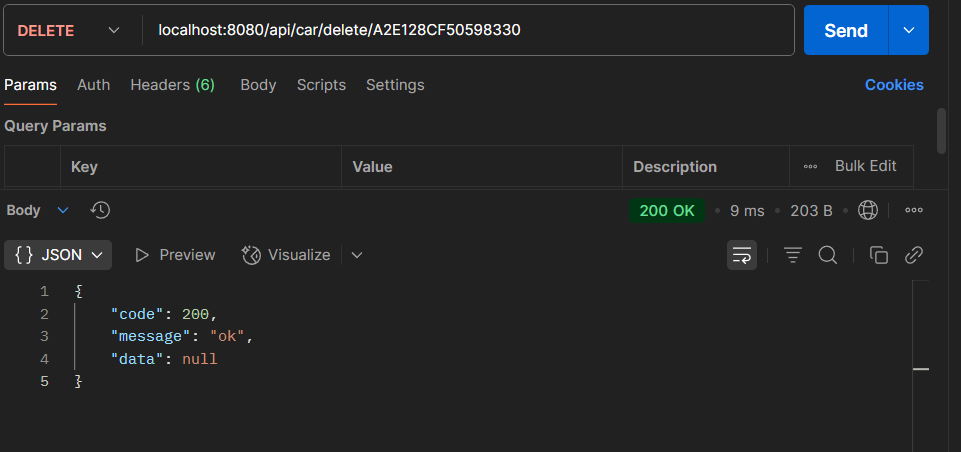 DELETE localhost:8080/api/car/delete/A2E128CF50598330 Send
Params Auth Headers (6) Body Scripts Settings Cookies
Query Params
Key Value Description Bulk Edit
Body 200 OK 9 ms 203 B
{} JSON Preview Visualize
1 {
2 "code": 200,
3 "message": "ok",
4 "data": null
5 }